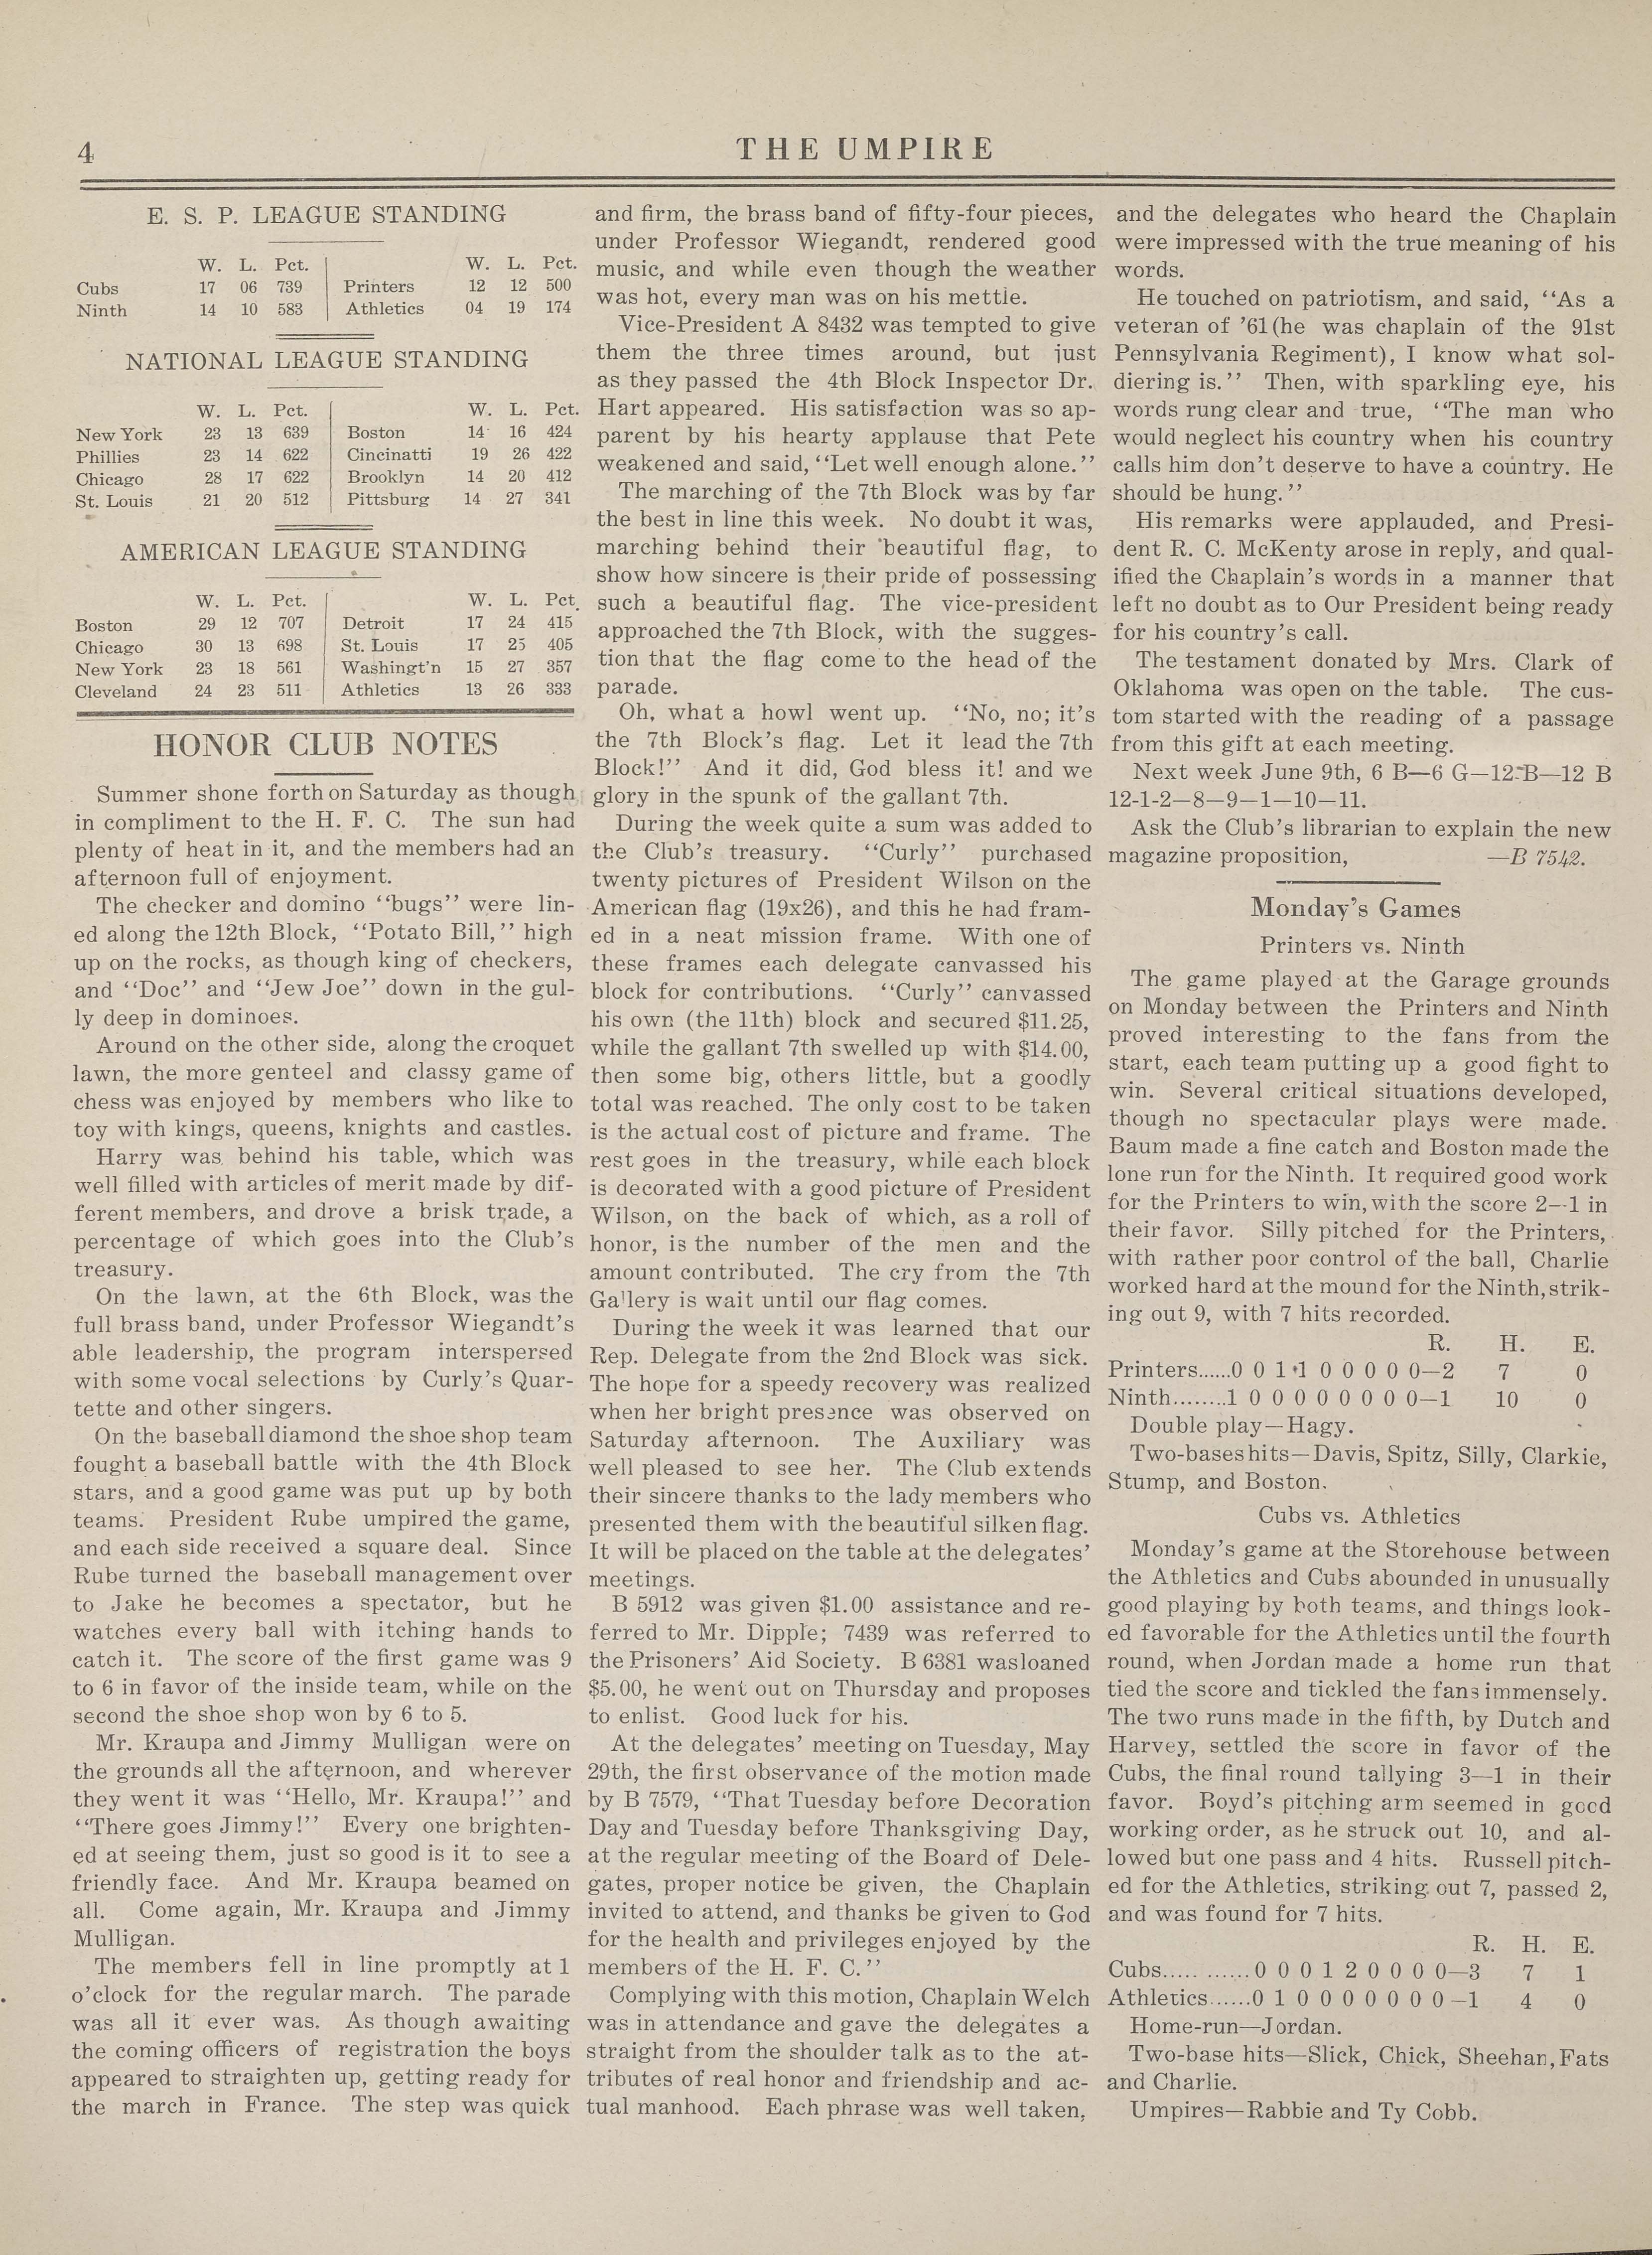 4
THE UMPIRE
E. S. P. LEAGUE STANDING
W. L. Pct. W. L. Pct.
Cubs 17 06 739 Printers 12 12 500
Ninth 14 10 583 Athletics 04 19 174
NATIONAL LEAGUE STANDING
W. L. Pct. W. L. Pct.
New York 23 13 639 Boston 14 16 424
Phillies 23 14 622 Cincinatti 19 26 422
Chicago 28 17 622 Brooklyn 14 20 412
St. Louis 21 20 512 Pittsburg 14 27 341
AMERICAN LEAGUE STANDING
W. L. Pct. W. L. Pct.
Boston 29 12 707 Detroit 17 24 415
Chicago 30 13 698 St. Louis 17 25 405
New York 23 18 561 Washingt'n 15 27 357
Cleveland 24 23 511 Athletics 13 26 333
HONOR CLUB NOTES
Summer shone forth on Saturday as though
in compliment to the H. F. C. The sun had
plenty of heat in it, and the members had an
afternoon full of enjoyment.
The checker and domino "bugs" were lin-
ed along the 12th Block, "Potato Bill," high
up on the rocks, as though king of checkers,
and "Doc" and "Jew Joe" down in the gul-
ly deep in dominoes.
Around on the other side, along the croquet
lawn, the more genteel and classy game of
chess was enjoyed by members who like to
toy with kings, queens, knights and castles.
Harry was behind his table, which was
well filled with articles of merit made by dif-
ferent members, and drove a brisk trade, a
percentage of which goes into the Club's
treasury.
On the lawn, at the 6th Block, was the
full brass band, under Professor Wiegandt's
able leadership, the program interspersed
with some vocal selections by Curly's Quar-
tette and other singers.
On the baseball diamond the shoe shop team
fought a baseball battle with the 4th Block
stars, and a good game was put up by both
teams. President Rube umpired the game,
and each side received a square deal. Since
Rube turned the baseball management over
to Jake he becomes a spectator, but he
watches every ball with itching hands to
catch it. The score of the first game was 9
to 6 in favor of the inside team, while on the
second the shoe shop won by 6 to 5.
Mr. Kraupa and Jimmy Mulligan were on
the grounds all the afternoon, and wherever
they went it was "Hello, Mr. Kraupa!" and
"There goes Jimmy!" Every one brighten-
ed at seeing them, just so good is it to see a
friendly face. And Mr. Kraupa beamed on
all. Come again, Mr. Kraupa and Jimmy
Mulligan.
The members fell in line promptly at 1
o'clock for the regular march. The parade
was all it ever was. As though awaiting
the coming officers of registration the boys
appeared to straighten up, getting ready for
the march in France. The step was quick
and firm, the brass band of fifty-four pieces,
under Professor Wiegandt, rendered good
music, and while even though the weather
was hot, every man was on his mettle.
Vice-President A 8432 was tempted to give
them the three times around, but just
as they passed the 4th Block Inspector Dr.
Hart appeared. His satisfaction was so ap-
parent by his hearty applause that Pete
weakened and said, "Let well enough alone."
The marching of the 7th Block was by far
the best in line this week. No doubt it was,
marching behind their beautiful flag, to
show how sincere is their pride of possessing
such a beautiful flag. The vice-president
approached the 7th Block, with the sugges-
tion that the flag come to the head of the
parade.
Oh, what a howl went up. "No, no; it's
the 7th Block's flag. Let it lead the 7th
Block!" And it did, God bless it! and we
glory in the spunk of the gallant 7th.
During the week quite a sum was added to
the Club's treasury. "Curly" purchased
twenty pictures of President Wilson on the
American flag (19x26), and this he had fram-
ed in a neat mission frame. With one of
these frames each delegate canvassed his
block for contributions. "Curly" canvassed
his own (the 11th) block and secured $11.25,
while the gallant 7th swelled up with $14.00,
then some big, others little, but a goodly
total was reached. The only cost to be taken
is the actual cost of picture and frame. The
rest goes in the treasury, while each block
is decorated with a good picture of President
Wilson, on the back of which, as a roll of
honor, is the number of the men and the
amount contributed. The cry from the 7th
Gallery is wait until our flag comes.
During the week it was learned that our
Rep. Delegate from the 2nd Block was sick.
The hope for a speedy recovery was realized
when her bright presence was observed on
Saturday afternoon. The Auxiliary was
well pleased to see her. The Club extends
their sincere thanks to the lady members who
presented them with the beautiful silken flag.
It will be placed on the table at the delegates'
meetings.
B 5912 was given $1.00 assistance and re-
ferred to Mr. Dipple; 7439 was referred to
the Prisoners' Aid Society. B 6381 wasloaned
$5.00, he went out on Thursday and proposes
to enlist. Good luck for his.
At the delegates' meeting on Tuesday, May
29th, the first observance of the motion made
by B 7579, "That Tuesday before Decoration
Day and Tuesday before Thanksgiving Day,
at the regular meeting of the Board of Dele-
gates, proper notice be given, the Chaplain
invited to attend, and thanks be given to God
for the health and privileges enjoyed by the
members of the H. F. C."
Complying with this motion, Chaplain Welch
was in attendance and gave the delegates a
straight from the shoulder talk as to the at-
tributes of real honor and friendship and ac-
tual manhood. Each phrase was well taken,
and the delegates who heard the Chaplain
were impressed with the true meaning of his
words.
He touched on patriotism, and said, "As a
veteran of '61(he was chaplain of the 91st
Pennsylvania Regiment), I know what sol-
diering is." Then, with sparkling eye, his
words rung clear and true, "The man who
would neglect his country when his country
calls him don't deserve to have a country. He
should be hung."
His remarks were applauded, and Presi-
dent R. C. McKenty arose in reply, and qual-
ified the Chaplain's words in a manner that
left no doubt as to Our President being ready
for his country's call.
The testament donated by Mrs. Clark of
Oklahoma was open on the table. The cus-
tom started with the reading of a passage
from this gift at each meeting.
Next week June 9th, 6 B—6 G—12-B—12 B
12-1-2—8—9—1—10—11.
Ask the Club's librarian to explain the new
magazine proposition, —B 7542.
Monday's Games
Printers vs. Ninth
The game played at the Garage grounds
on Monday between the Printers and Ninth
proved interesting to the fans from the
start, each team putting up a good fight to
win. Several critical situations developed,
though no spectacular plays were made.
Baum made a fine catch and Boston made the
lone run for the Ninth. It required good work
for the Printers to win, with the score 2—1 in
their favor. Silly pitched for the Printers,
with rather poor control of the ball, Charlie
worked hard at the mound for the Ninth, strik-
ing out 9, with 7 hits recorded.
R. H. E.
Printers......0 0 1 1 0 0 0 0 0—2 7 0
Ninth........1 0 0 0 0 0 0 0 0—1 10 0
Double play—Hagy.
Two-bases hits—Davis, Spitz, Silly, Clarkie,
Stump, and Boston.
Cubs vs. Athletics
Monday's game at the Storehouse between
the Athletics and Cubs abounded in unusually
good playing by both teams, and things look-
ed favorable for the Athletics until the fourth
round, when Jordan made a home run that
tied the score and tickled the fans immensely.
The two runs made in the fifth, by Dutch and
Harvey, settled the score in favor of the
Cubs, the final round tallying 3—1 in their
favor. Boyd's pitching arm seemed in good
working order, as he struck out 10, and al-
lowed but one pass and 4 hits. Russell pitch-
ed for the Athletics, striking out 7, passed 2,
and was found for 7 hits.
R. H. E.
Cubs..... ......0 0 0 1 2 0 0 0 0—3 7 1
Athletics......0 1 0 0 0 0 0 0 0—1 4 0
Home-run—Jordan.
Two-base hits—Slick, Chick, Sheehan, Fats
and Charlie.
Umpires—Rabbie and Ty Cobb.